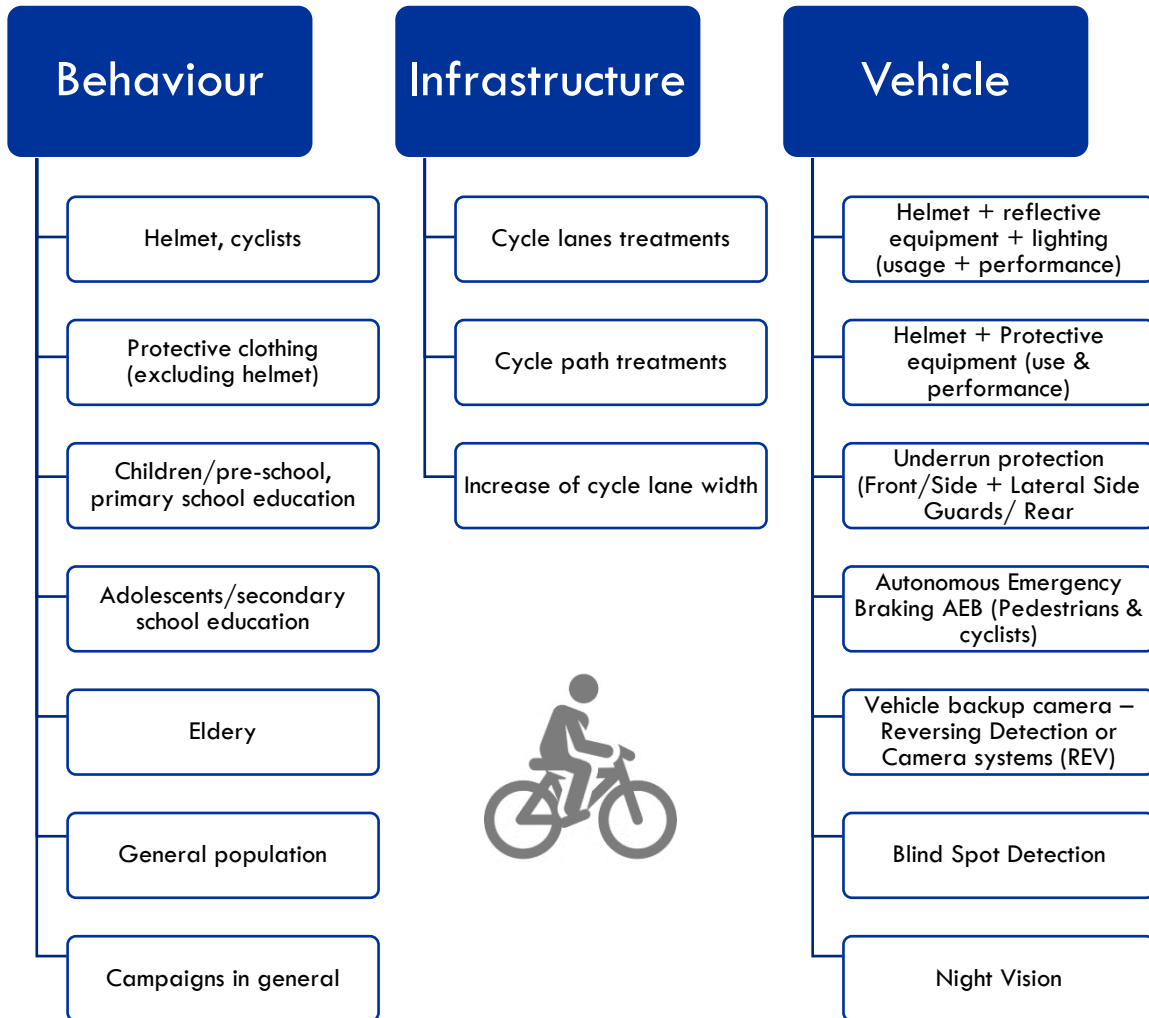 Behaviour
Helmet, cyclists
Protective clothing
(excluding helmet)
Children/pre-school,
primary school education
Adolescents/secondary
school education
Eldery
General population
Campaigns in general
Infrastructure
Cycle lanes treatments
Cycle path treatments
Increase of cycle lane width
Vehicle
Helmet + reflective
equipment + lighting
(usage + performance)
Helmet + Protective
equipment (use &
performance)
Underrun protection
(Front/Side + Lateral Side
Guards/ Rear
Autonomous Emergency
Braking AEB (Pedestrians &
cyclists)
Vehicle backup camera –
Reversing Detection or
Camera systems (REV)
Blind Spot Detection
Night Vision